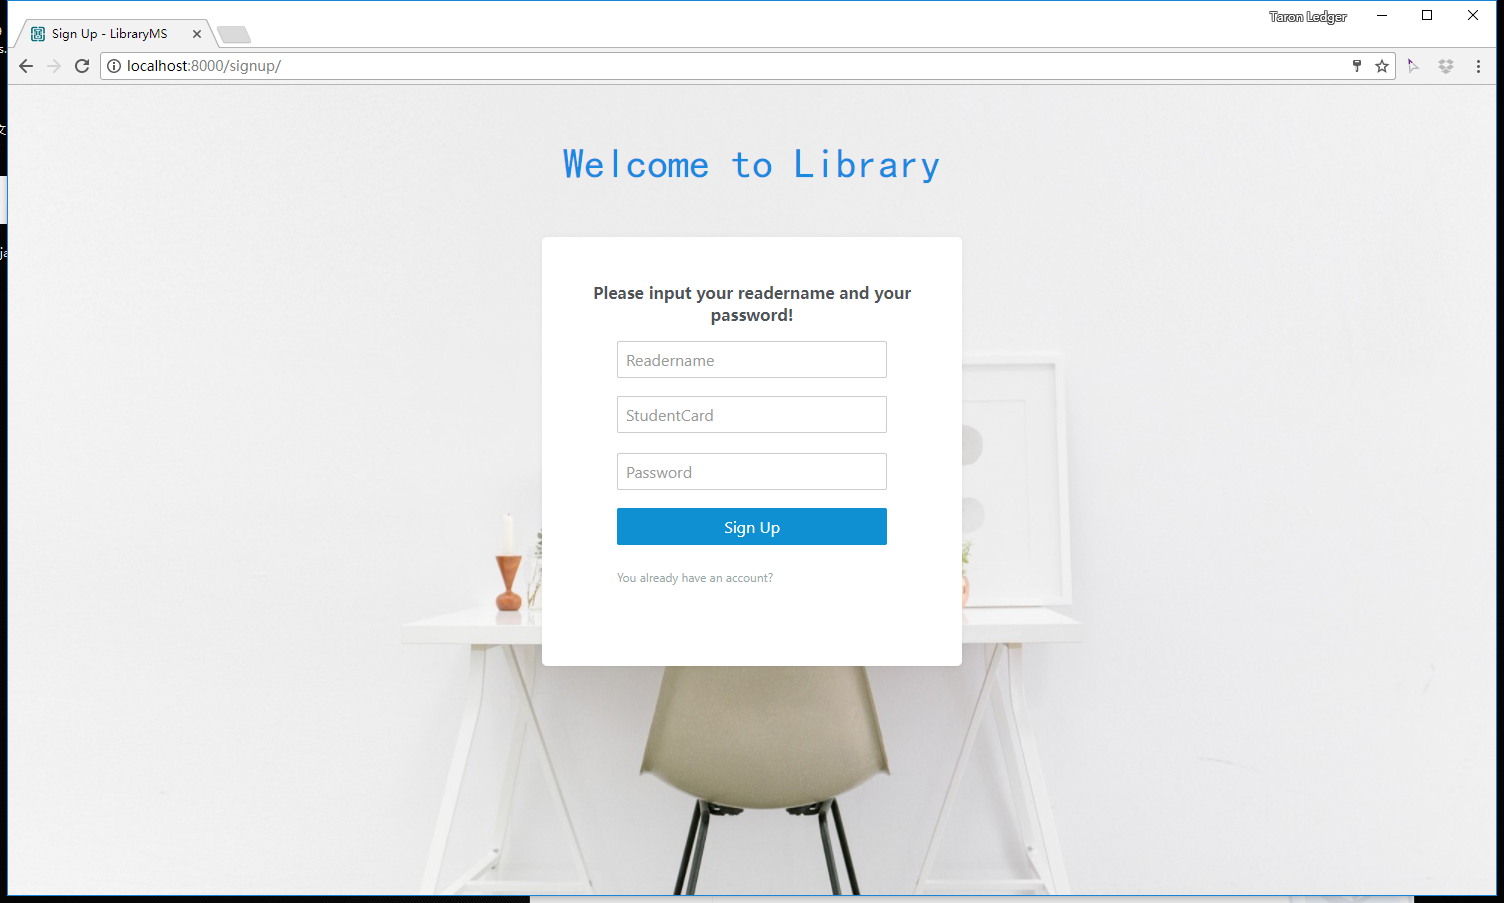 Taron Ledger
Sign Up - LibraryMS
localhost:8000/signup/
Welcome to Library
Please input your readername and your
password!
Readername
StudentCard
Password
Sign Up
You already have an account?